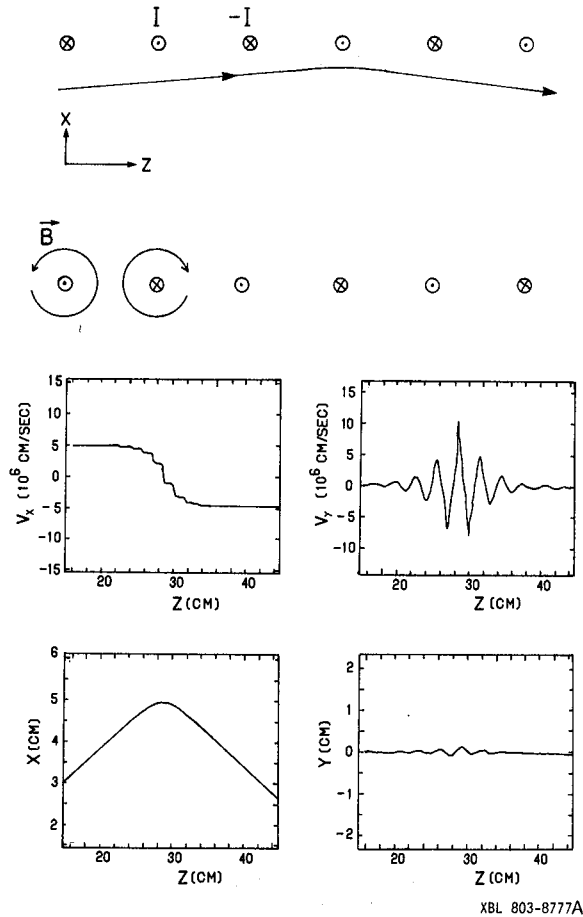 I -I
X
Z
B
15
10
5
0
-5
-10
-15
V_X (10^6 CM/SEC)
20 30 40
Z (CM)
15
10
5
0
-5
-10
V_Y (10^6 CM/SEC)
20 30 40
Z (CM)
6
5
4
3
2
X (CM)
20 30 40
Z (CM)
2
1
0
-1
-2
Y (CM)
20 30 40
Z (CM)
XBL 803-8777A